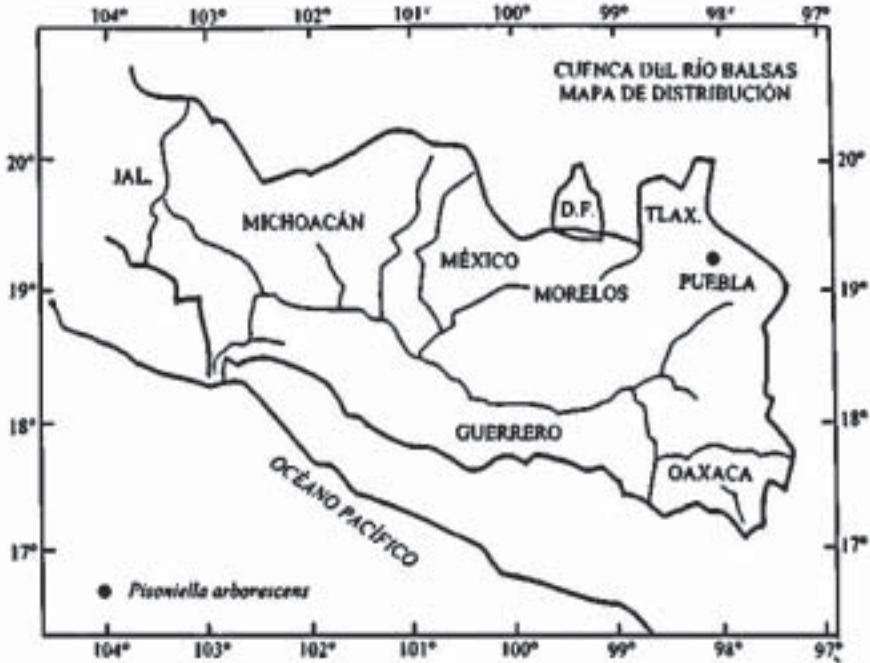 104° 103° 102° 101° 100° 99° 98° 97°
CUENCA DEL RÍO BALSAS
MAPA DE DISTRIBUCIÓN
20° 20°
JAL.
D.F.
TLAX.
MICHOACÁN
MÉXICO
PUEBLA
19° 19°
MORELOS
18° 18°
GUERRERO
OAXACA
OCÉANO PACÍFICO
17° 17°
Pisoniella arborescens
104° 103° 102° 101° 100° 99° 98° 97°